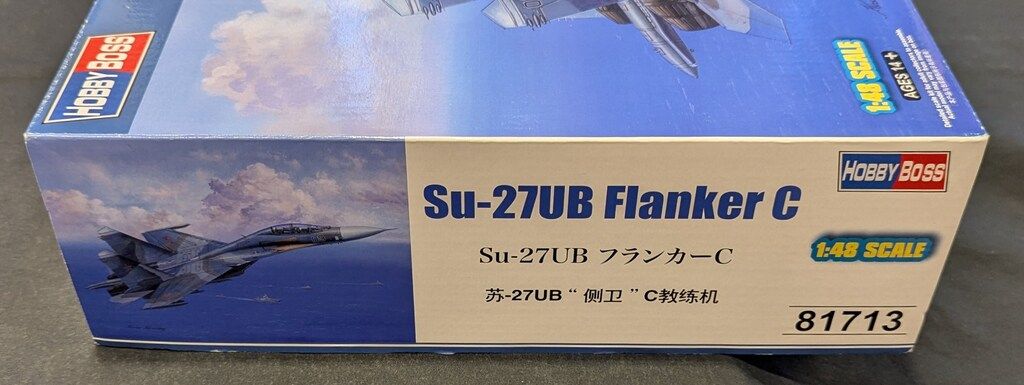 HOBBY BOSS
1:48 SCALE
AGES 14 +
Su-27UB Flanker C
HOBBY BOSS
Su-27UB フランカーC
1:48 SCALE
苏-27UB“侧卫”C教练机
81713